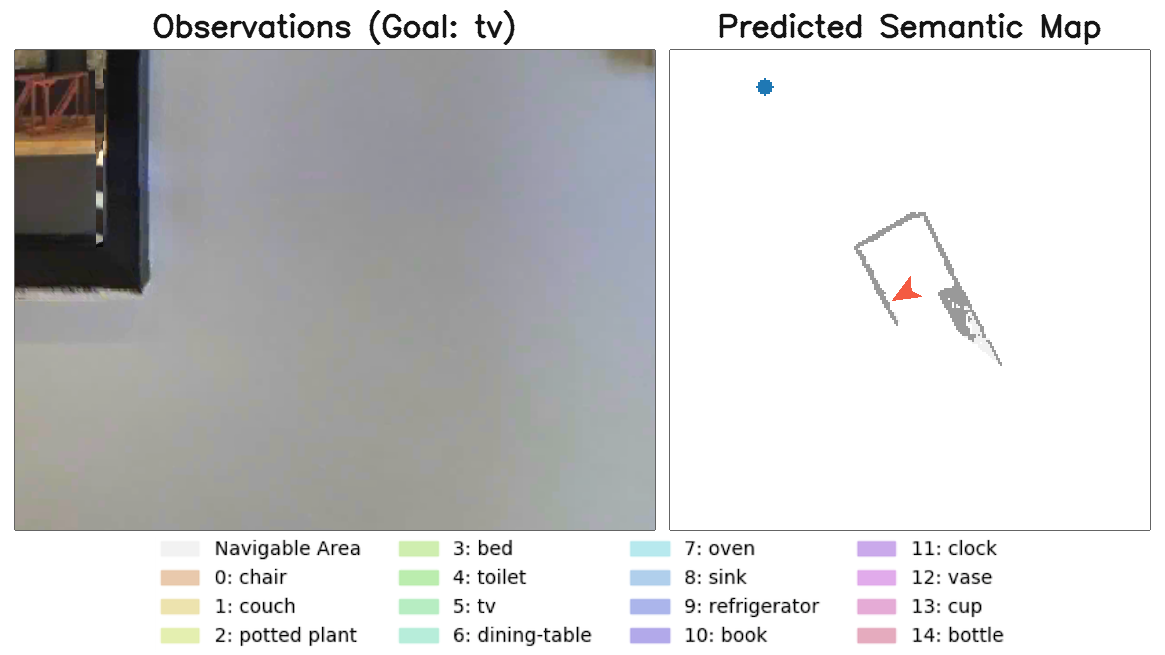 Observations (Goal: tv)
Predicted Semantic Map
Navigable Area
0: chair
1: couch
2: potted plant
3: bed
4: toilet
5: tv
6: dining-table
7: oven
8: sink
9: refrigerator
10: book
11: clock
12: vase
13: cup
14: bottle